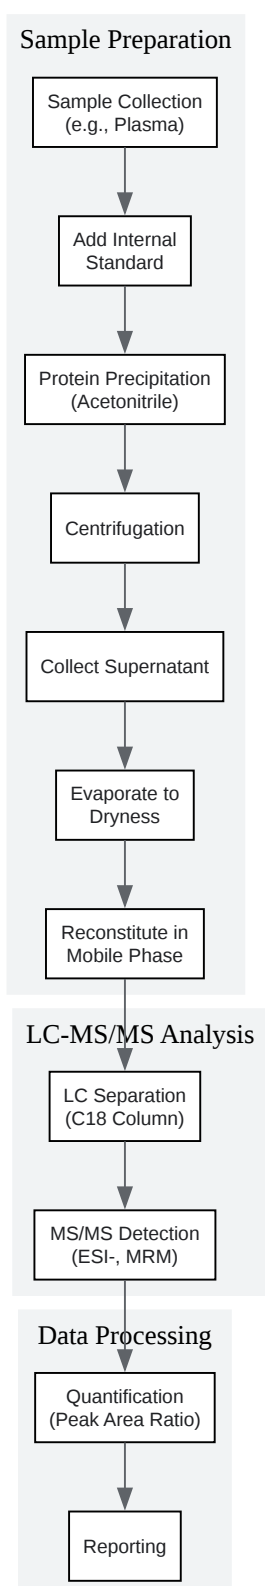 Sample Preparation
Sample Collection
(e.g., Plasma)
Add Internal
Standard
Protein Precipitation
(Acetonitrile)
Centrifugation
Collect Supernatant
Evaporate to
Dryness
Reconstitute in
Mobile Phase
LC-MS/MS Analysis
LC Separation
(C18 Column)
MS/MS Detection
(ESI-, MRM)
Data Processing
Quantification
(Peak Area Ratio)
Reporting